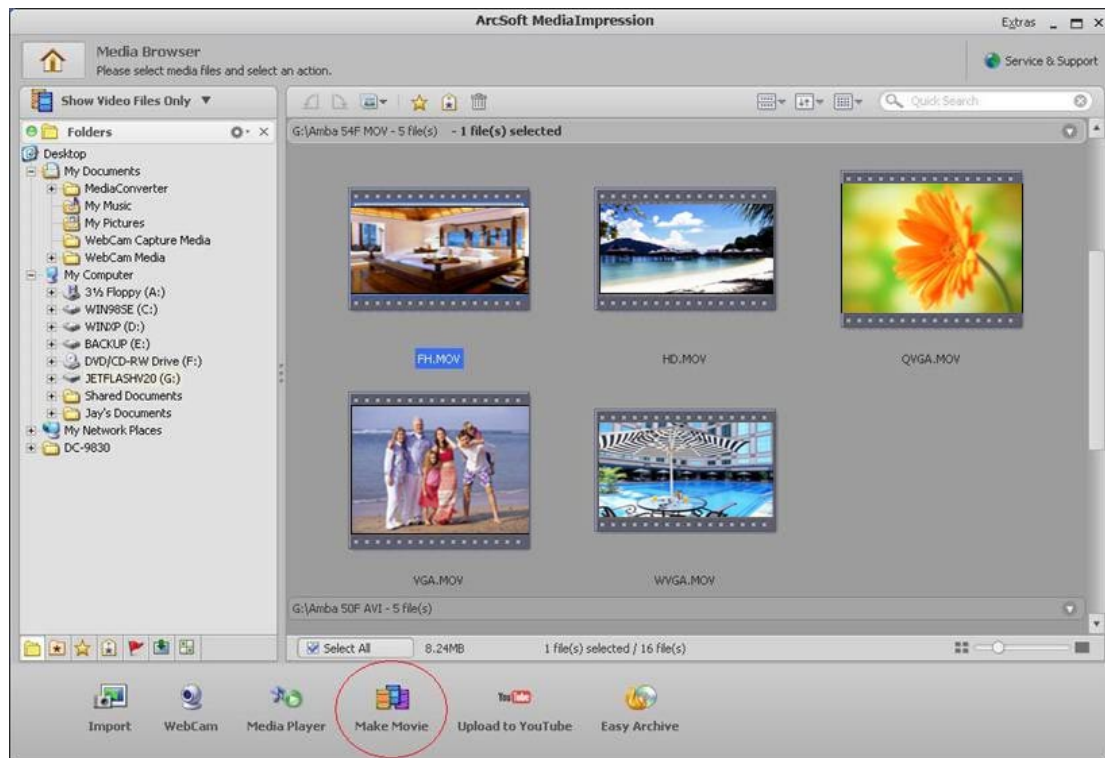 ArcSoft MediaImpression
Extras
Media Browser
Please select media files and select an action.
Service & Support
Show Video Files Only
Quick Search
Folders
G:\Amba 54F MOV - 5 file(s) - 1 file(s) selected
Desktop
My Documents
MediaConverter
My Music
My Pictures
WebCam Capture Media
WebCam Media
My Computer
3½ Floppy (A:)
WIN98SE (C:)
WINXP (D:)
BACKUP (E:)
DVD/CD-RW Drive (F:)
JETFLASHV20 (G:)
Shared Documents
Jay's Documents
My Network Places
DC-9830
FH.MOV
HD.MOV
QVGA.MOV
VGA.MOV
WVGA.MOV
G:\Amba 50F AVI - 5 file(s)
Select All
8.24MB
1 file(s) selected / 16 file(s)
You Tube
Import
WebCam
Media Player
Make Movie
Upload to YouTube
Easy Archive